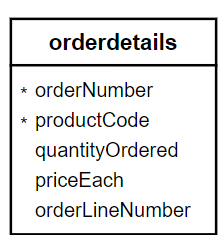 orderdetails
* orderNumber
* productCode
quantityOrdered
priceEach
orderLineNumber